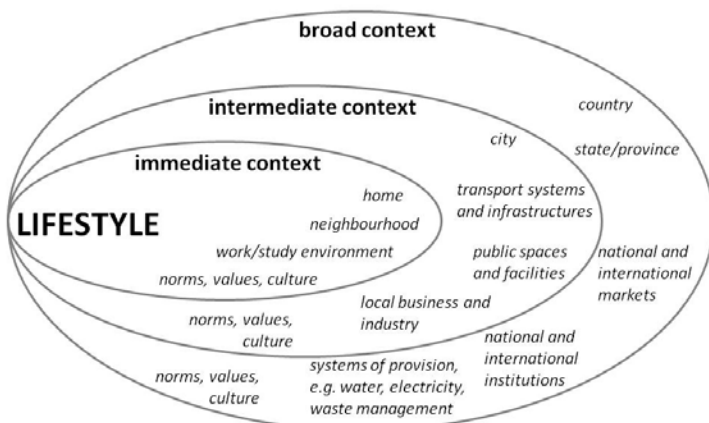 broad context
intermediate context
immediate context
LIFESTYLE
home
neighbourhood
work/study environment
norms, values, culture
city
transport systems
and infrastructures
public spaces
and facilities
local business and
industry
norms, values,
culture
country
state/province
national and
international
markets
national and
international
institutions
systems of provision,
e.g. water, electricity,
waste management
norms, values,
culture